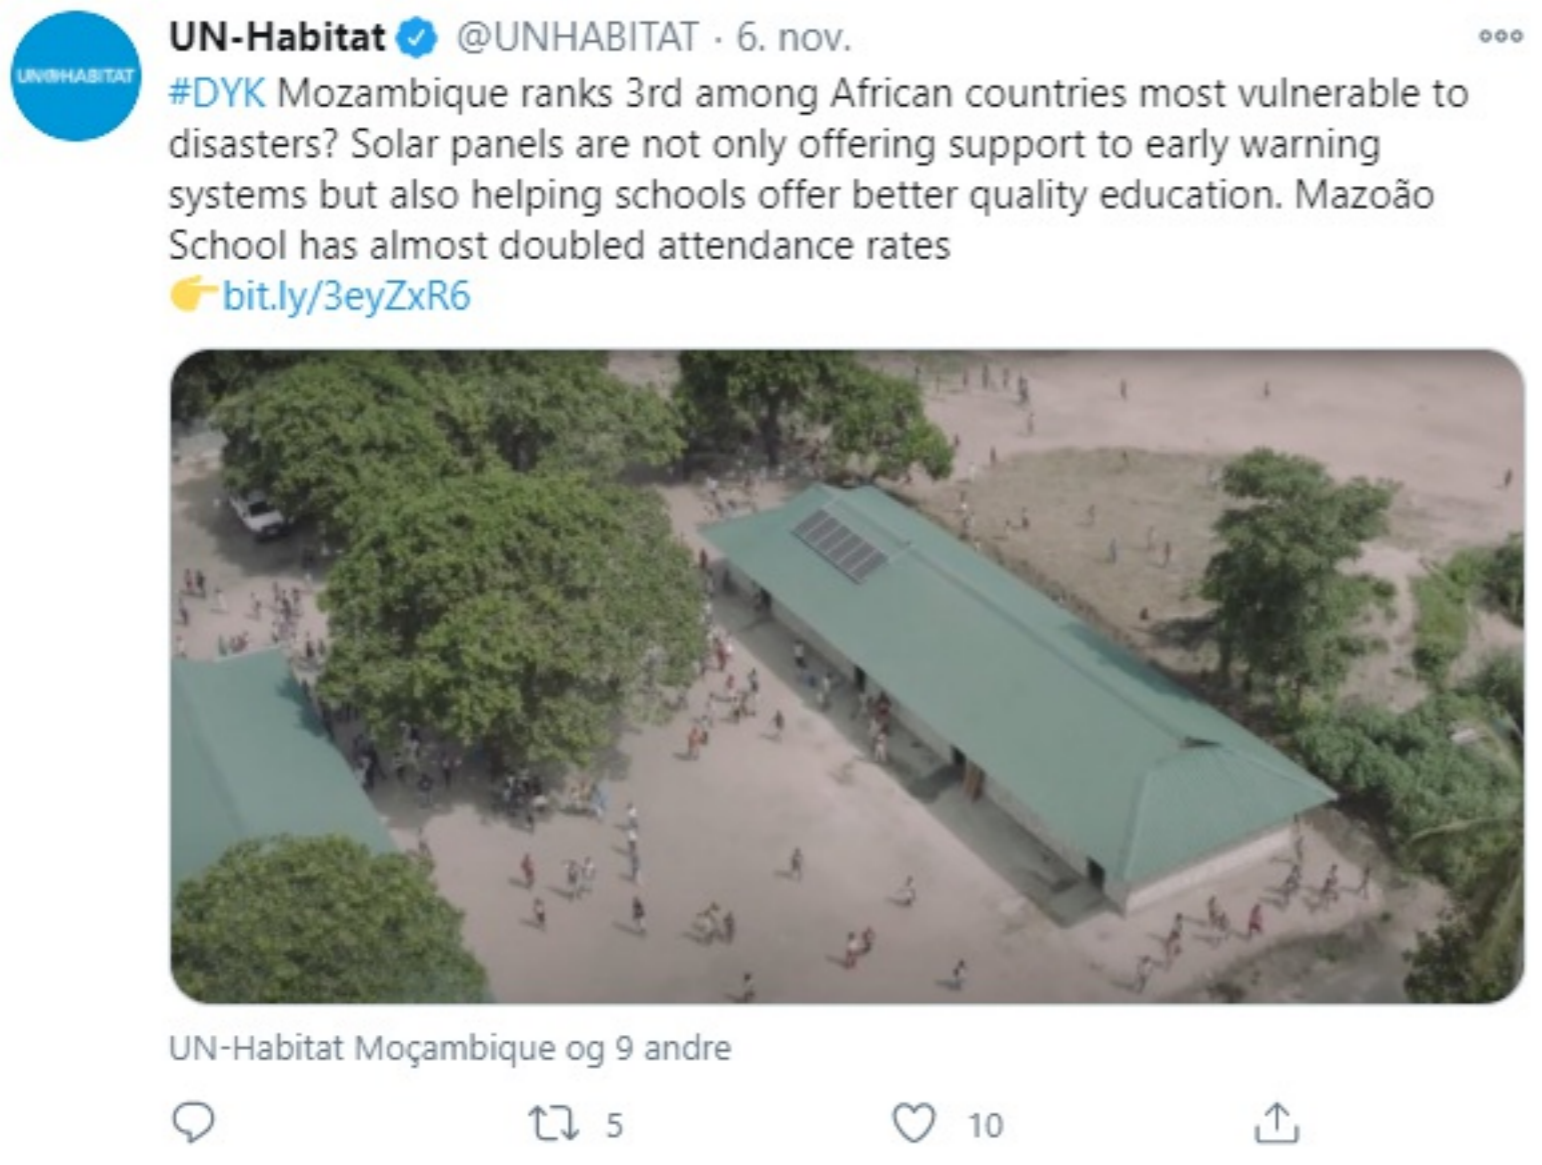 UN-Habitat @UNHABITAT · 6. nov.
UN HABITAT
#DYK Mozambique ranks 3rd among African countries most vulnerable to
disasters? Solar panels are not only offering support to early warning
systems but also helping schools offer better quality education. Mazoão
School has almost doubled attendance rates
👉bit.ly/3eyZxR6
UN-Habitat Moçambique og 9 andre
5 10